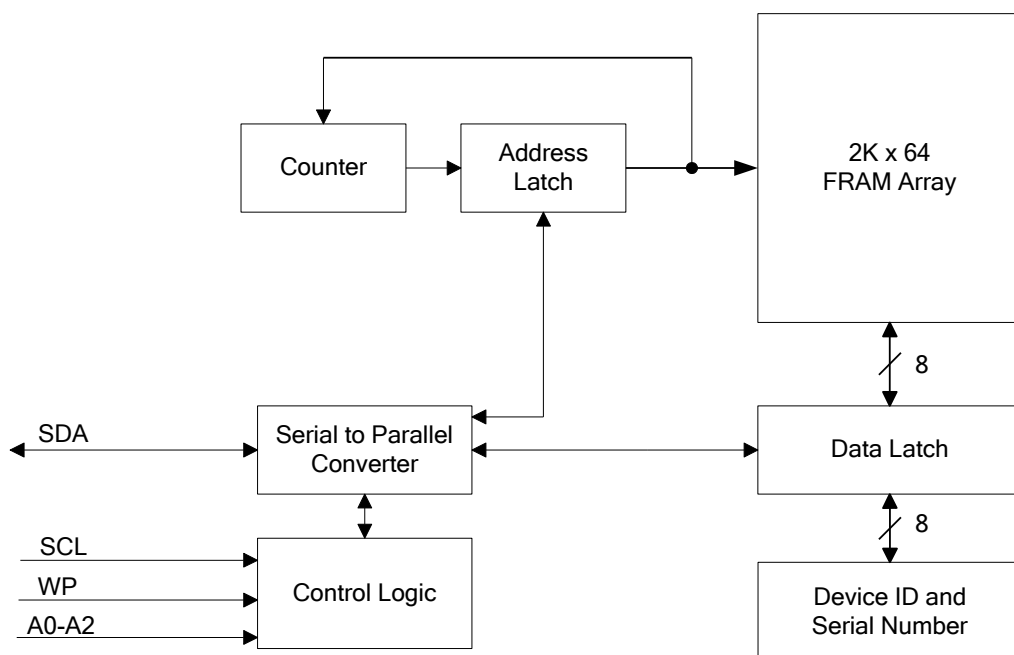 2K x 64
FRAM Array
Counter
Address
Latch
8
SDA
Serial to Parallel
Converter
Data Latch
8
SCL
WP
A0-A2
Control Logic
Device ID and
Serial Number